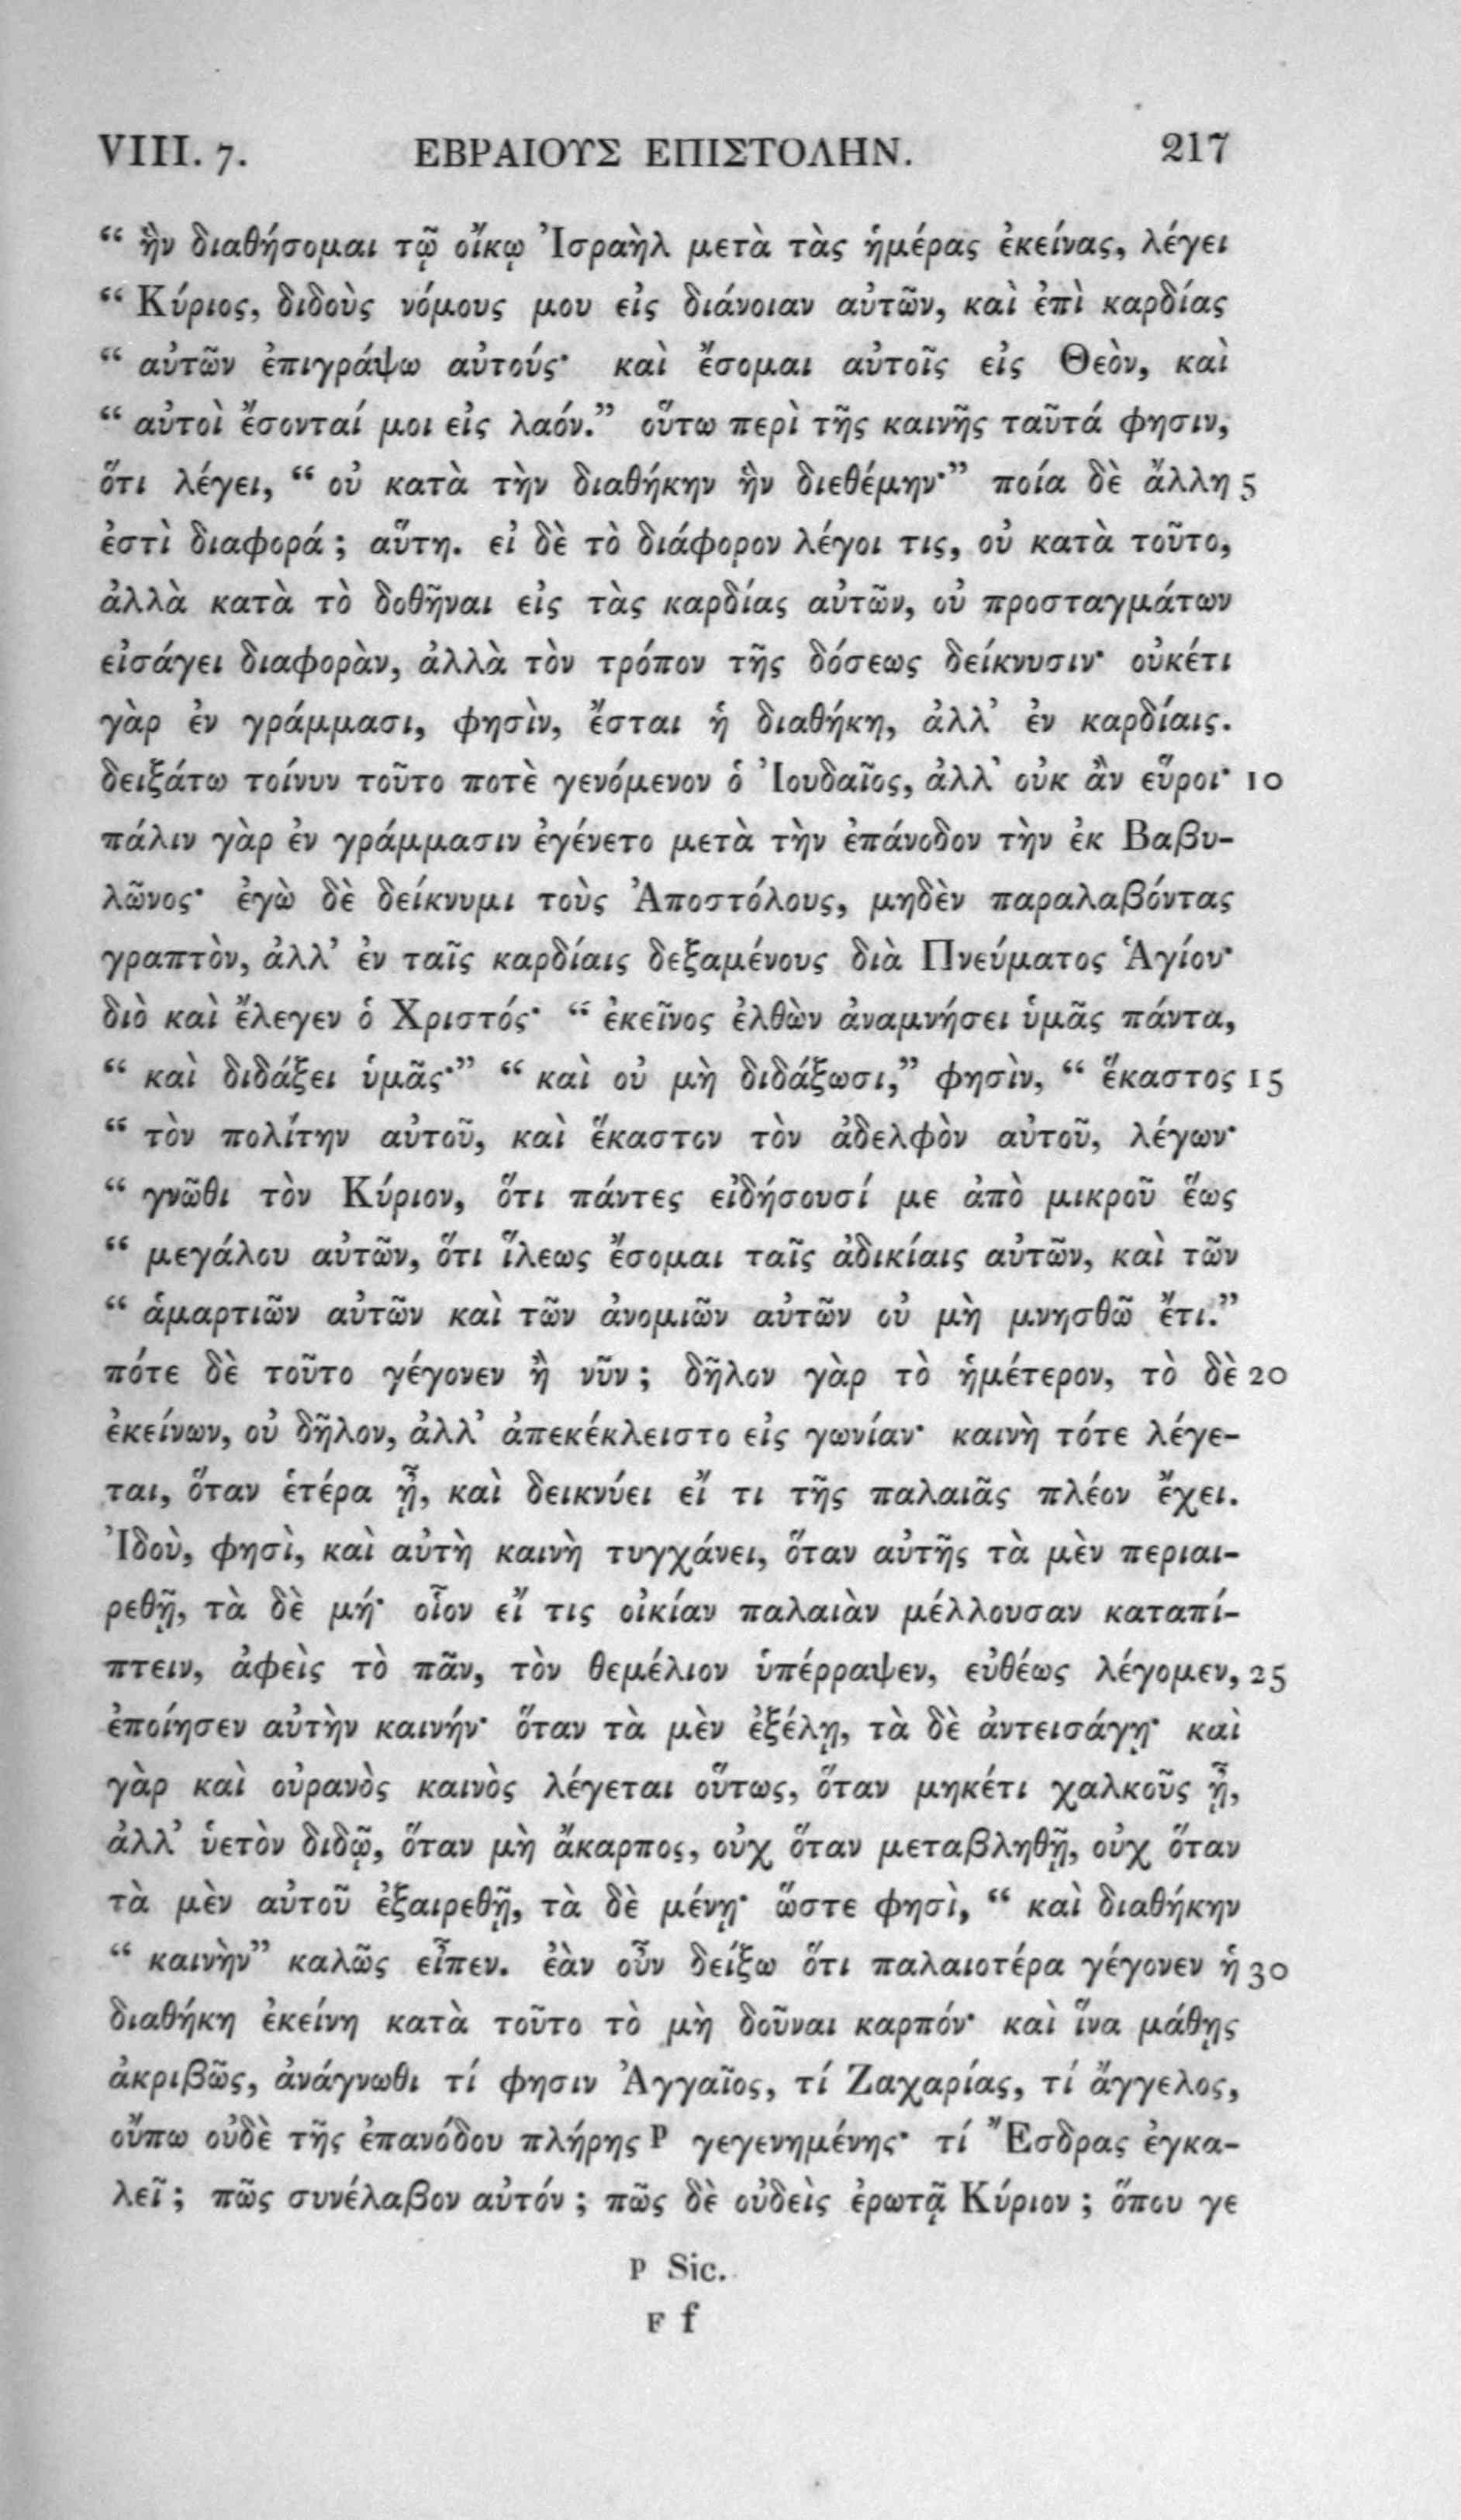 VIII. 7. ΕΒΡΑΙΟΥΣ ΕΠΙΣΤΟΛΗΝ. 217
“ ἣν διαθήσομαι τῷ οἴκῳ Ἰσραὴλ μετὰ τὰς ἡμέρας ἐκείνας, λέγει
“ Κύριος, διδοὺς νόμους μου εἰς διάνοιαν αὐτῶν, καὶ ἐπὶ καρδίας
“ αὐτῶν ἐπιγράψω αὐτούς· καὶ ἔσομαι αὐτοῖς εἰς Θεὸν, καὶ
“ αὐτοὶ ἔσονταί μοι εἰς λαόν.” οὕτω περὶ τῆς καινῆς ταῦτά φησιν,
ὅτι λέγει, “ οὐ κατὰ τὴν διαθήκην ἣν διεθέμην·” ποία δὲ ἄλλη 5
ἐστὶ διαφορά ; αὕτη. εἰ δὲ τὸ διάφορον λέγοι τις, οὐ κατὰ τοῦτο,
ἀλλὰ κατὰ τὸ δοθῆναι εἰς τὰς καρδίας αὐτῶν, οὐ προσταγμάτων
εἰσάγει διαφορὰν, ἀλλὰ τὸν τρόπον τῆς δόσεως δείκνυσιν· οὐκέτι
γὰρ ἐν γράμμασι, φησὶν, ἔσται ἡ διαθήκη, ἀλλ’ ἐν καρδίαις.
δειξάτω τοίνυν τοῦτο ποτὲ γενόμενον ὁ Ἰουδαῖος, ἀλλ’ οὐκ ἂν εὕροι· 10
πάλιν γὰρ ἐν γράμμασιν ἐγένετο μετὰ τὴν ἐπάνοδον τὴν ἐκ Βαβυ-
λῶνος· ἐγὼ δὲ δείκνυμι τοὺς Ἀποστόλους, μηδὲν παραλαβόντας
γραπτὸν, ἀλλ’ ἐν ταῖς καρδίαις δεξαμένους διὰ Πνεύματος Ἁγίου·
διὸ καὶ ἔλεγεν ὁ Χριστός· “ ἐκεῖνος ἐλθὼν ἀναμνήσει ὑμᾶς πάντα,
“ καὶ διδάξει ὑμᾶς·” “ καὶ οὐ μὴ διδάξωσι,” φησὶν, “ ἕκαστος 15
“ τὸν πολίτην αὐτοῦ, καὶ ἕκαστον τὸν ἀδελφὸν αὐτοῦ, λέγων·
“ γνῶθι τὸν Κύριον, ὅτι πάντες εἰδήσουσί με ἀπὸ μικροῦ ἕως
“ μεγάλου αὐτῶν, ὅτι ἵλεως ἔσομαι ταῖς ἀδικίαις αὐτῶν, καὶ τῶν
“ ἁμαρτιῶν αὐτῶν καὶ τῶν ἀνομιῶν αὐτῶν οὐ μὴ μνησθῶ ἔτι.”
πότε δὲ τοῦτο γέγονεν ἢ νῦν ; δῆλον γὰρ τὸ ἡμέτερον, τὸ δὲ 20
ἐκείνων, οὐ δῆλον, ἀλλ’ ἀπεκέκλειστο εἰς γωνίαν· καινὴ τότε λέγε-
ται, ὅταν ἑτέρα ᾖ, καὶ δεικνύει εἴ τι τῆς παλαιᾶς πλέον ἔχει.
Ἰδοὺ, φησὶ, καὶ αὐτὴ καινὴ τυγχάνει, ὅταν αὐτῆς τὰ μὲν περιαι-
ρεθῇ, τὰ δὲ μή· οἷον εἴ τις οἰκίαν παλαιὰν μέλλουσαν καταπί-
πτειν, ἀφεὶς τὸ πᾶν, τὸν θεμέλιον ὑπέρραψεν, εὐθέως λέγομεν, 25
ἐποίησεν αὐτὴν καινήν· ὅταν τὰ μὲν ἐξέλῃ, τὰ δὲ ἀντεισάγῃ· καὶ
γὰρ καὶ οὐρανὸς καινὸς λέγεται οὕτως, ὅταν μηκέτι χαλκοῦς ᾖ,
ἀλλ’ ὑετὸν διδῷ, ὅταν μὴ ἄκαρπος, οὐχ ὅταν μεταβληθῇ, οὐχ ὅταν
τὰ μὲν αὐτοῦ ἐξαιρεθῇ, τὰ δὲ μένῃ· ὥστε φησὶ, “ καὶ διαθήκην
“ καινὴν” καλῶς εἶπεν. ἐὰν οὖν δείξω ὅτι παλαιοτέρα γέγονεν ἡ 30
διαθήκη ἐκείνη κατὰ τοῦτο τὸ μὴ δοῦναι καρπόν· καὶ ἵνα μάθῃς
ἀκριβῶς, ἀνάγνωθι τί φησιν Ἀγγαῖος, τί Ζαχαρίας, τί ἄγγελος,
οὔπω οὐδὲ τῆς ἐπανόδου πλήρης p γεγενημένης· τί Ἔσδρας ἐγκα-
λεῖ ; πῶς συνέλαβον αὐτόν ; πῶς δὲ οὐδεὶς ἐρωτᾷ Κύριον ; ὅπου γε
p Sic.
F f